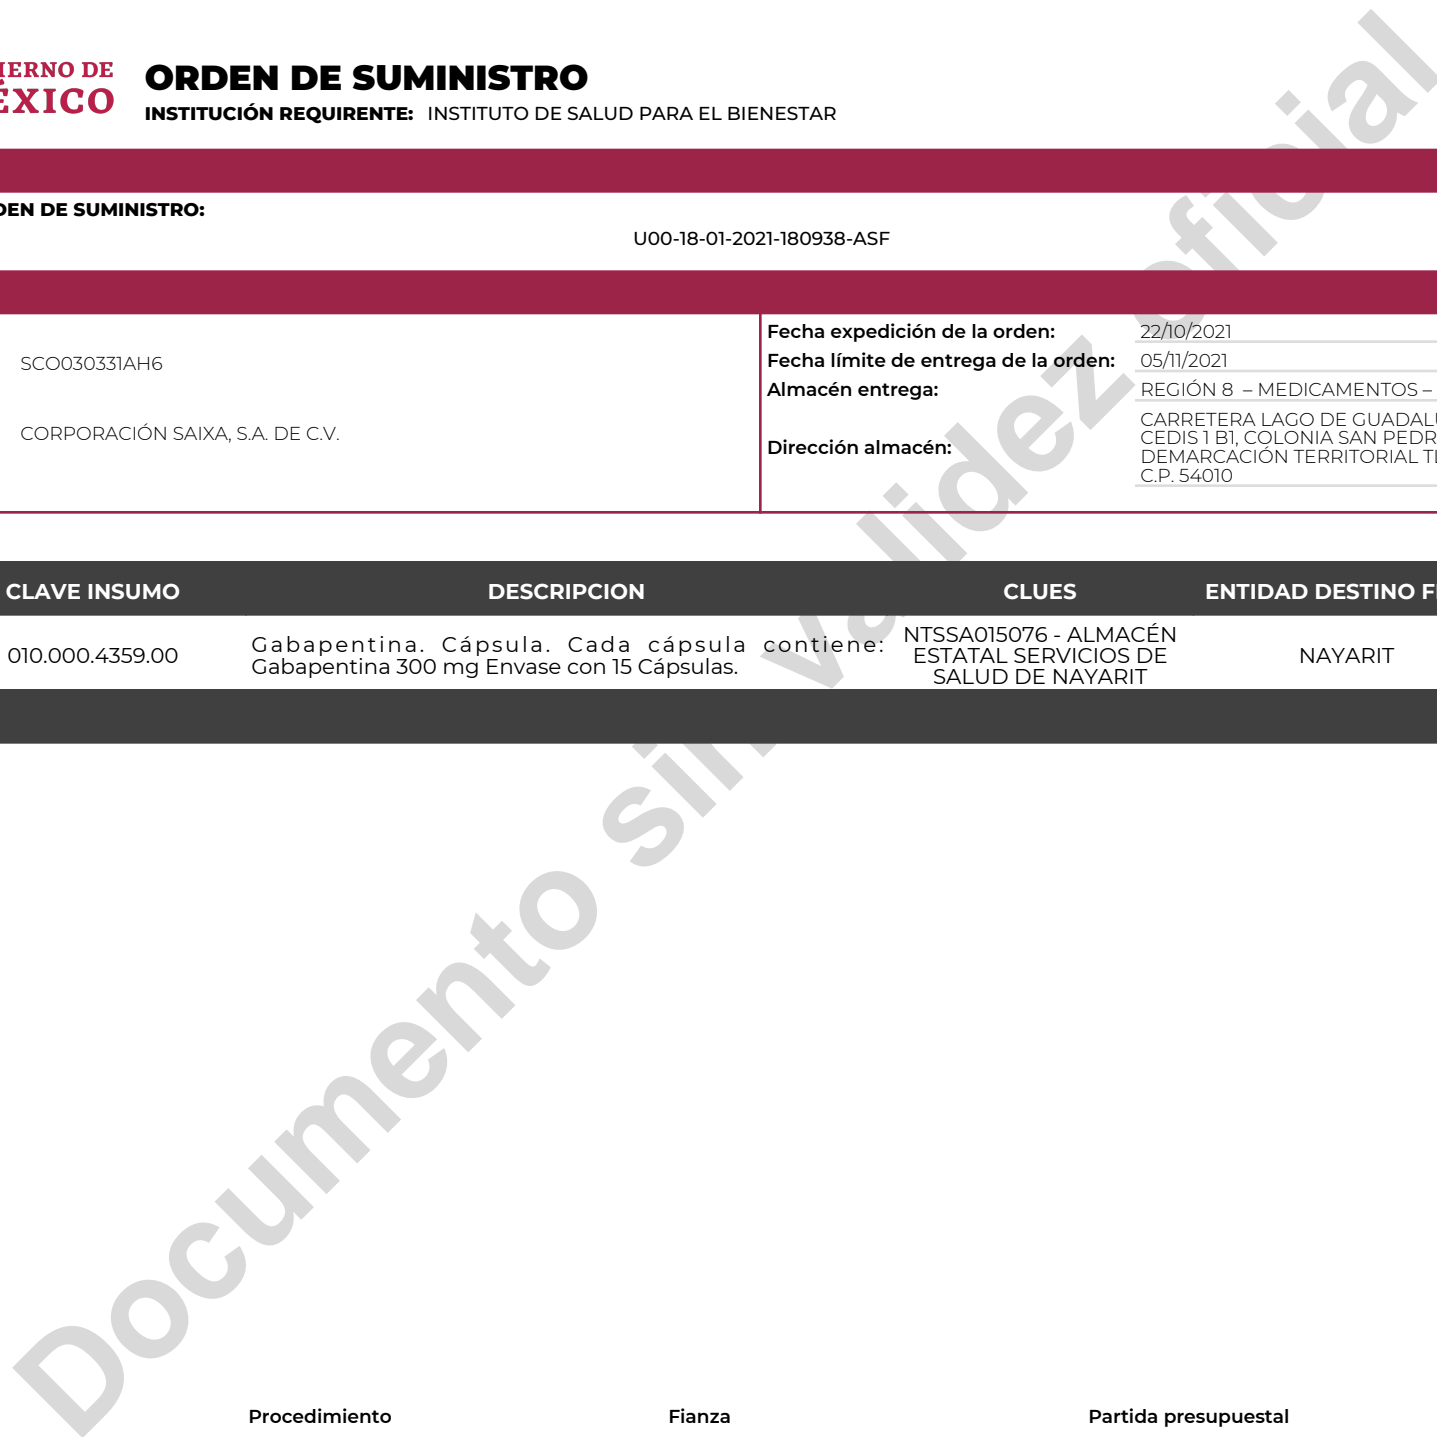 IERNO DE
ÉXICO
ORDEN DE SUMINISTRO
INSTITUCIÓN REQUIRENTE: INSTITUTO DE SALUD PARA EL BIENESTAR
DEN DE SUMINISTRO:
U00-18-01-2021-180938-ASF
SCO030331AH6
CORPORACIÓN SAIXA, S.A. DE C.V.
Fecha expedición de la orden: 22/10/2021
Fecha límite de entrega de la orden: 05/11/2021
Almacén entrega: REGIÓN 8 – MEDICAMENTOS –
Dirección almacén:
CARRETERA LAGO DE GUADALU
CEDIS 1 B1, COLONIA SAN PEDR
DEMARCACIÓN TERRITORIAL TL
C.P. 54010
CLAVE INSUMO DESCRIPCION CLUES ENTIDAD DESTINO F
010.000.4359.00
Gabapentina. Cápsula. Cada cápsula contiene:
Gabapentina 300 mg Envase con 15 Cápsulas.
NTSSA015076 - ALMACÉN
ESTATAL SERVICIOS DE
SALUD DE NAYARIT
NAYARIT
Documento sin validez oficial
Procedimiento Fianza Partida presupuestal